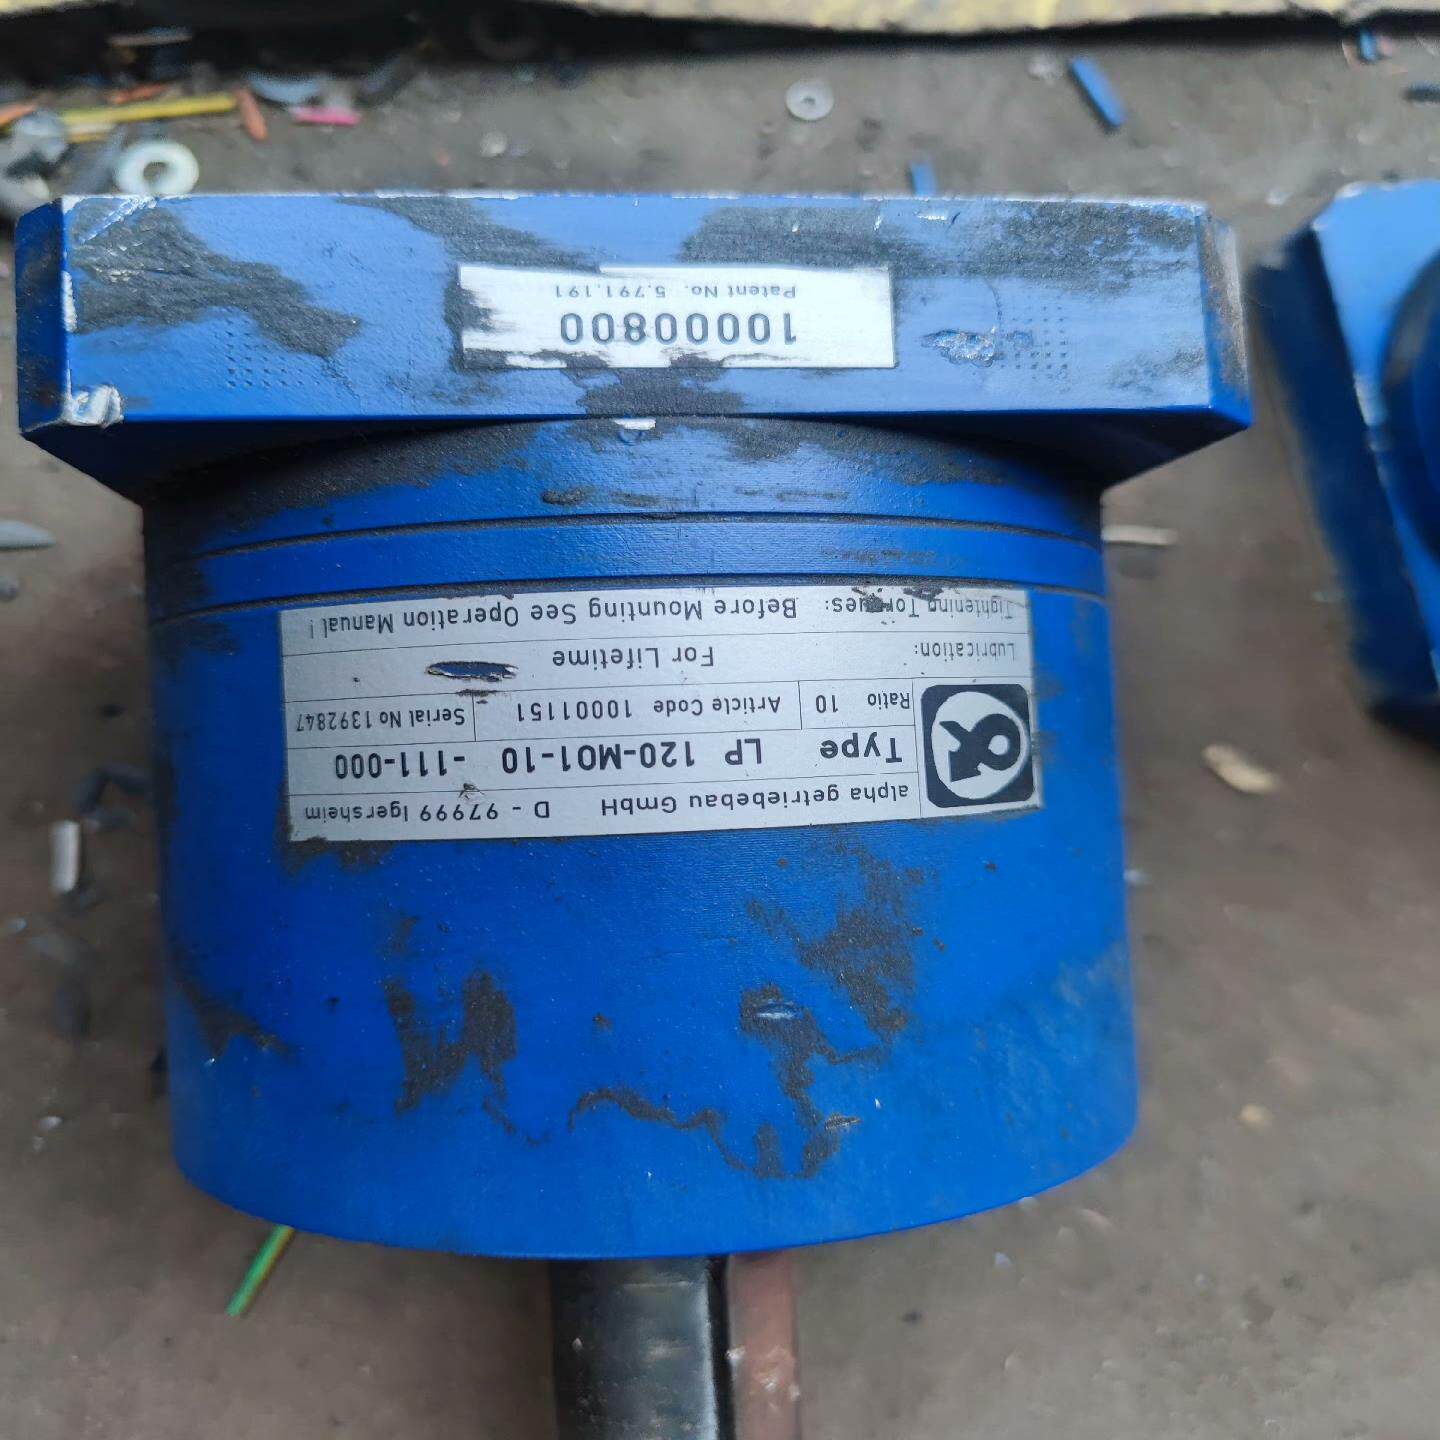 alpha getriebebau GmbH D - 97999 Igersheim
Type LP 120-M01-10 -111-000
Ratio 10 Article Code 10001151 Serial No 1392847
Lubrication: For Lifetime
Tightening Torques: Before Mounting See Operation Manual!
10000800
Patent No. 5.791.191